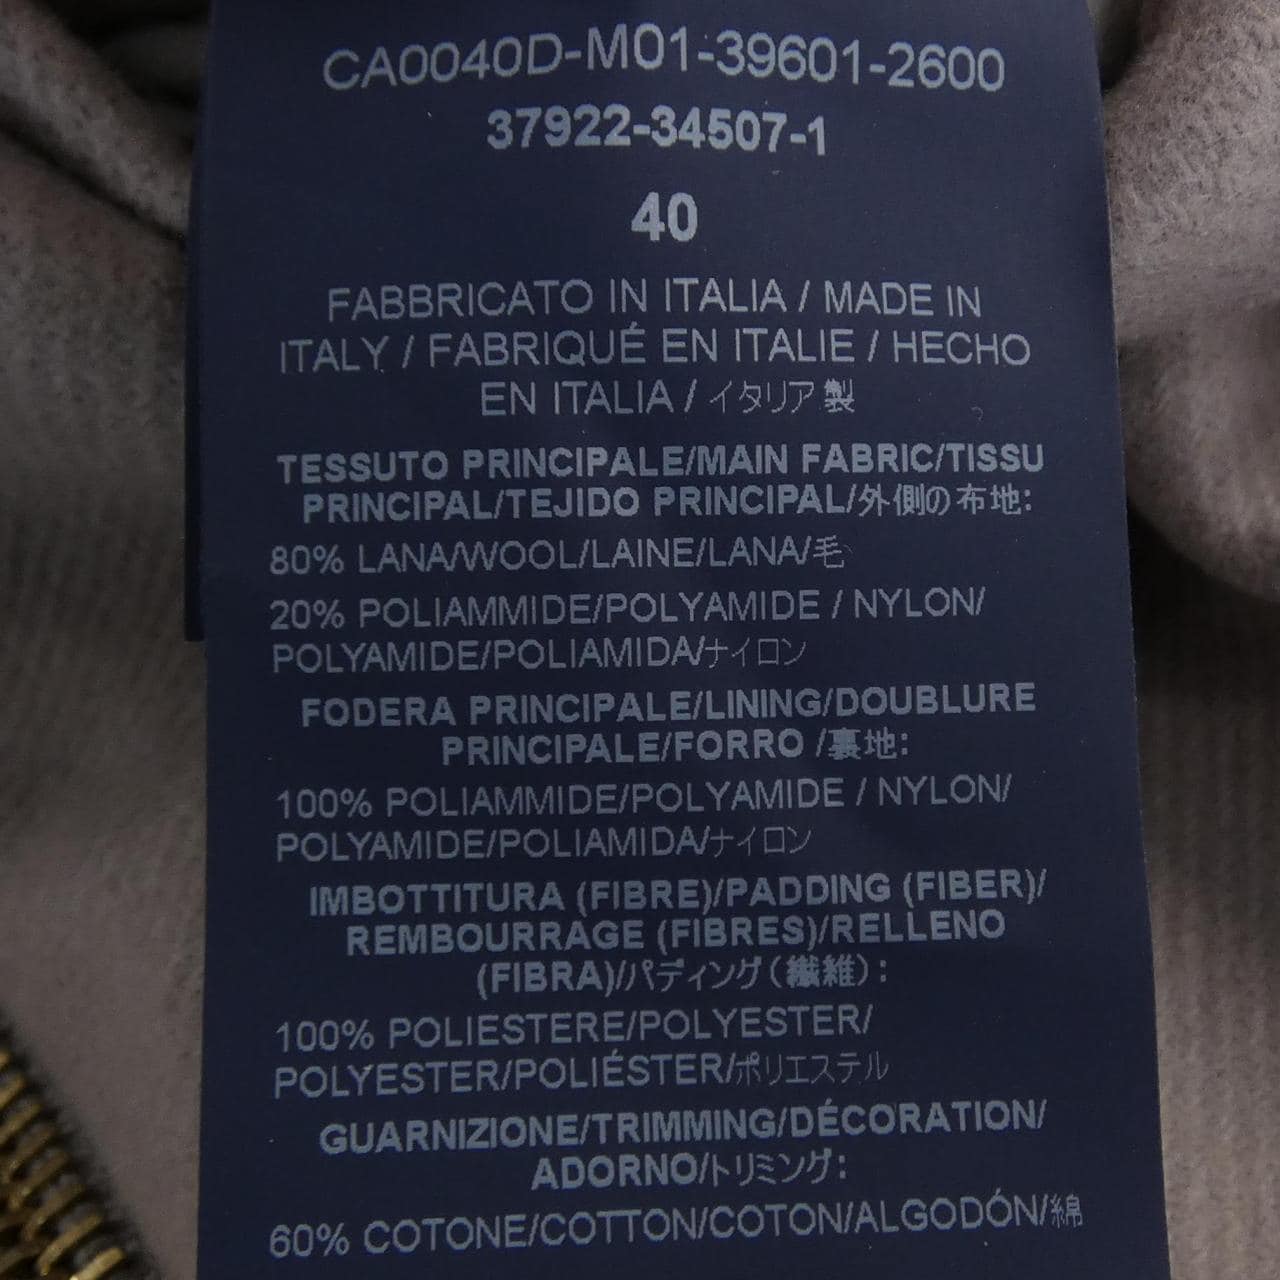 CA0040D-M01-39601-2600
37922-34507-1
40
FABBRICATO IN ITALIA / MADE IN
ITALY / FABRIQUÉ EN ITALIE / HECHO
EN ITALIA / イタリア製
TESSUTO PRINCIPALE/MAIN FABRIC/TISSU
PRINCIPAL/TEJIDO PRINCIPAL/外側の布地:
80% LANA/WOOL/LAINE/LANA/毛
20% POLIAMMIDE/POLYAMIDE / NYLON/
POLYAMIDE/POLIAMIDA/ナイロン
FODERA PRINCIPALE/LINING/DOUBLURE
PRINCIPALE/FORRO /裏地:
100% POLIAMMIDE/POLYAMIDE / NYLON/
POLYAMIDE/POLIAMIDA/ナイロン
IMBOTTITURA (FIBRE)/PADDING (FIBER)/
REMBOURRAGE (FIBRES)/RELLENO
(FIBRA)/パディング(繊維):
100% POLIESTERE/POLYESTER/
POLYESTER/POLIÉSTER/ポリエステル
GUARNIZIONE/TRIMMING/DÉCORATION/
ADORNO/トリミング:
60% COTONE/COTTON/COTON/ALGODÓN/綿